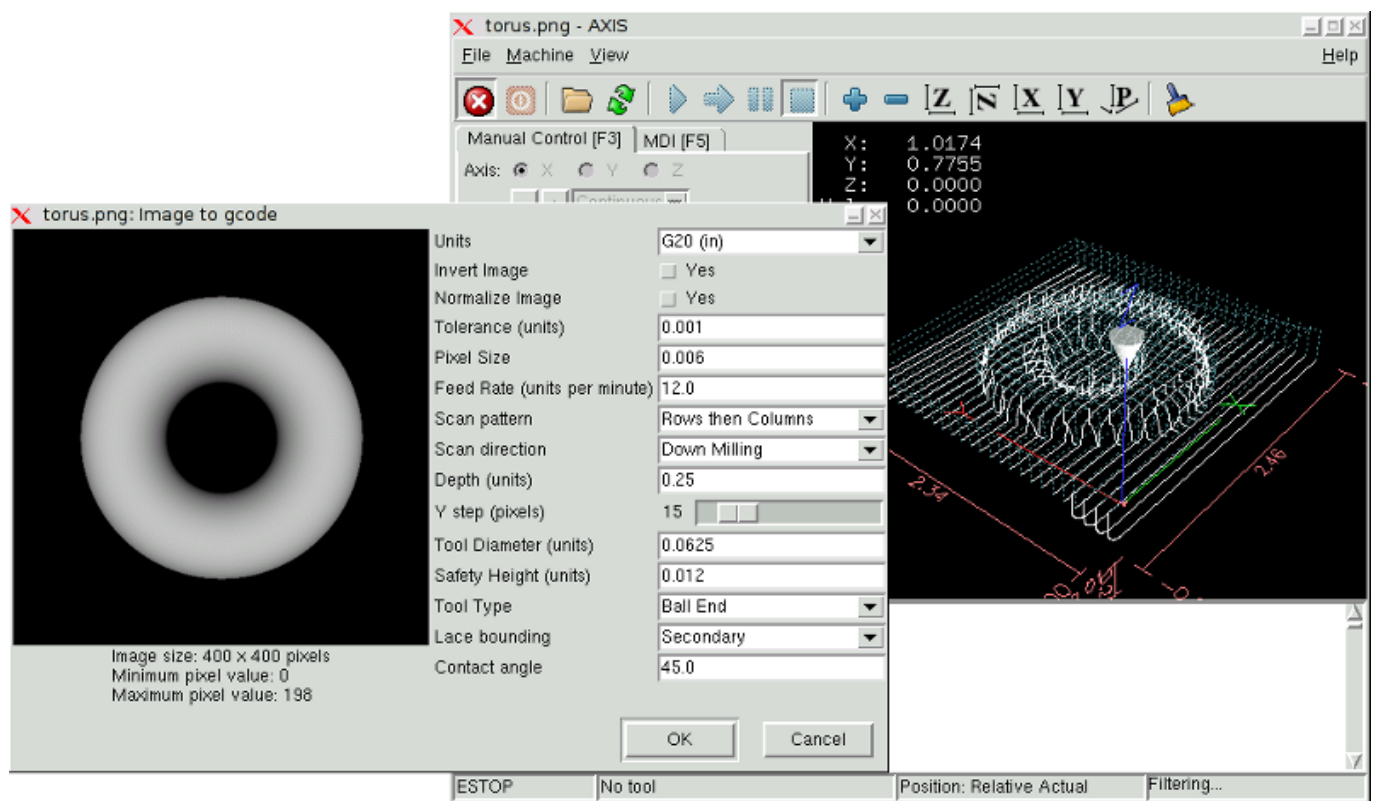 torus.png - AXIS
File Machine View Help
Z N X Y P
Manual Control [F3] MDI [F5]
Axis: X Y Z
Continuous
X: 1.0174
Y: 0.7755
Z: 0.0000
0.0000
2.34
2.46
torus.png: Image to gcode
Units G20 (in)
Invert Image Yes
Normalize Image Yes
Tolerance (units) 0.001
Pixel Size 0.006
Feed Rate (units per minute) 12.0
Scan pattern Rows then Columns
Scan direction Down Milling
Depth (units) 0.25
Y step (pixels) 15
Tool Diameter (units) 0.0625
Safety Height (units) 0.012
Tool Type Ball End
Lace bounding Secondary
Contact angle 45.0
Image size: 400 x 400 pixels
Minimum pixel value: 0
Maximum pixel value: 198
OK Cancel
ESTOP No tool Position: Relative Actual Filtering...